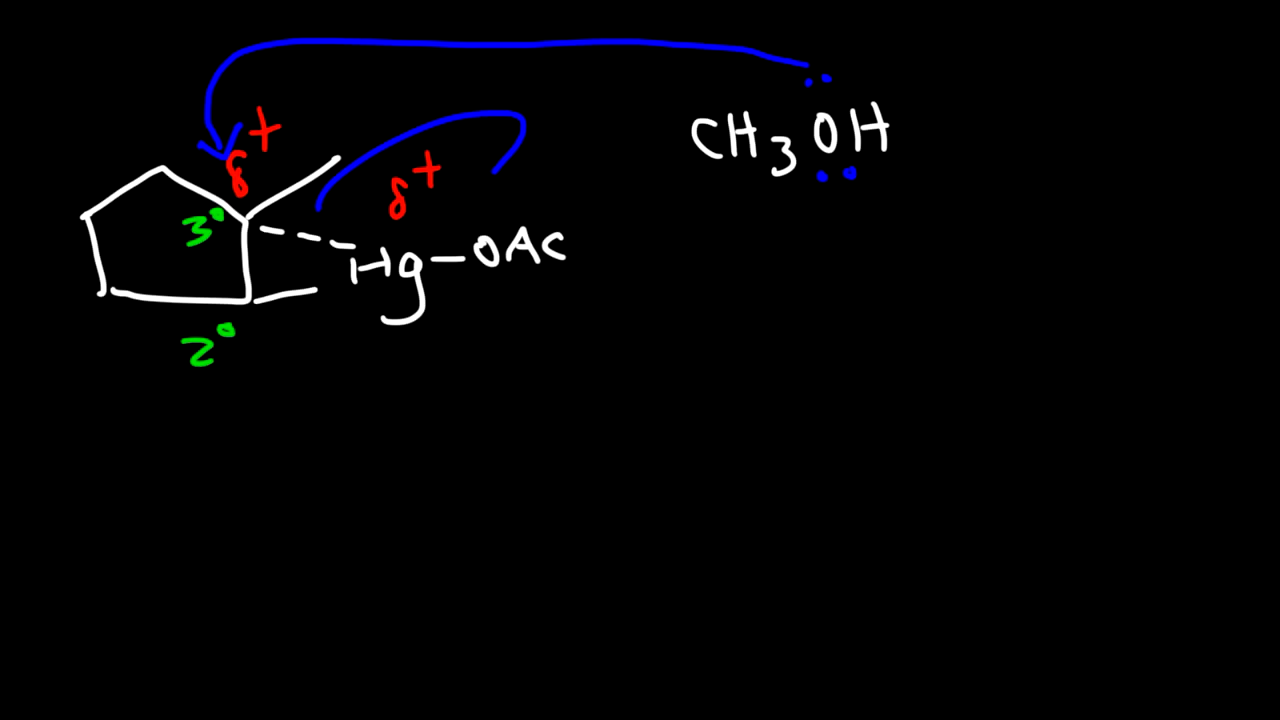 δ+
δ+
CH3OH
3°
Hg-OAc
2°